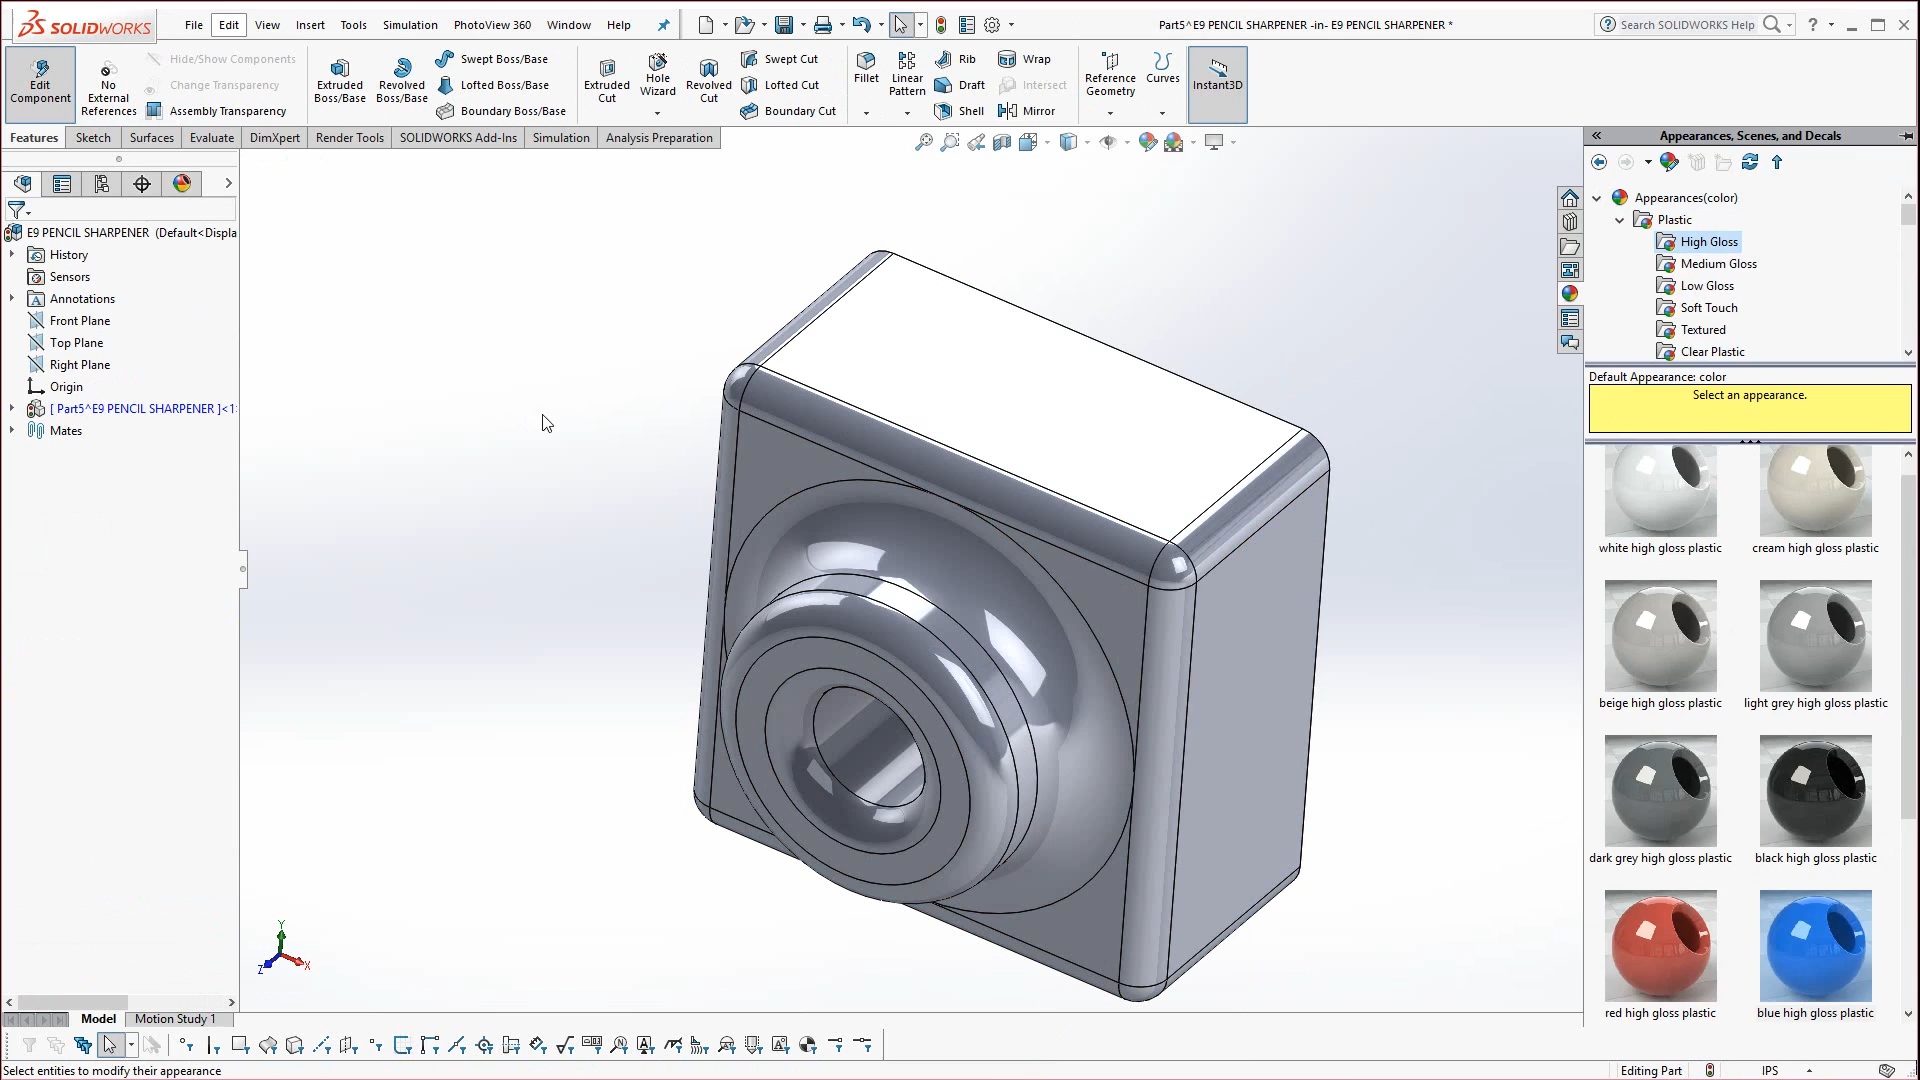 SOLIDWORKS
File Edit View Insert Tools Simulation PhotoView 360 Window Help
Part5^E9 PENCIL SHARPENER -in- E9 PENCIL SHARPENER *
Search SOLIDWORKS Help
?
Edit Component
No External References
Hide/Show Components
Change Transparency
Assembly Transparency
Extruded Boss/Base
Revolved Boss/Base
Swept Boss/Base
Lofted Boss/Base
Boundary Boss/Base
Extruded Cut
Hole Wizard
Revolved Cut
Swept Cut
Lofted Cut
Boundary Cut
Fillet
Linear Pattern
Rib
Draft
Shell
Wrap
Intersect
Mirror
Reference Geometry
Curves
Instant3D
Features Sketch Surfaces Evaluate DimXpert Render Tools SOLIDWORKS Add-Ins Simulation Analysis Preparation
E9 PENCIL SHARPENER (Default<Displa
History
Sensors
Annotations
Front Plane
Top Plane
Right Plane
Origin
[ Part5^E9 PENCIL SHARPENER ]<1
Mates
Y
Z
X
Appearances, Scenes, and Decals
Appearances(color)
Plastic
High Gloss
Medium Gloss
Low Gloss
Soft Touch
Textured
Clear Plastic
Default Appearance: color
Select an appearance.
white high gloss plastic
cream high gloss plastic
beige high gloss plastic
light grey high gloss plastic
dark grey high gloss plastic
black high gloss plastic
red high gloss plastic
blue high gloss plastic
Model Motion Study 1
Select entities to modify their appearance
Editing Part
IPS